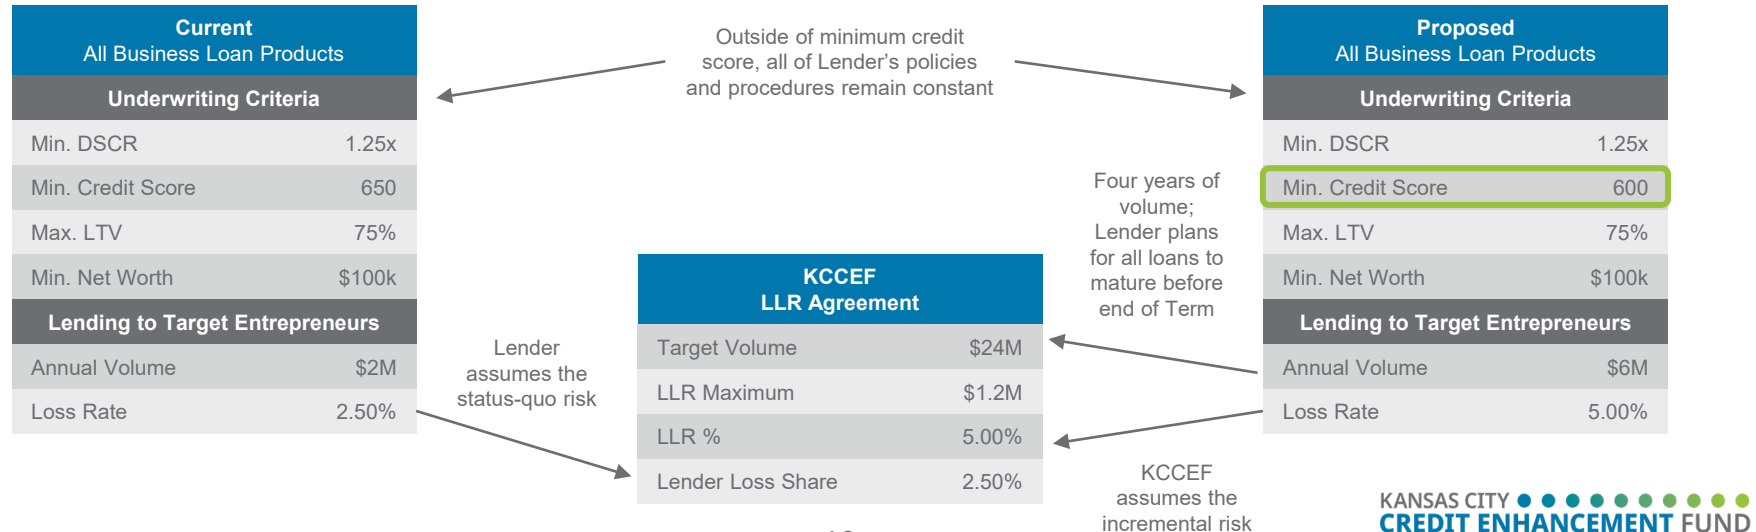 Current
All Business Loan Products
Underwriting Criteria
Min. DSCR 1.25x
Min. Credit Score 650
Max. LTV 75%
Min. Net Worth $100k
Lending to Target Entrepreneurs
Annual Volume $2M
Loss Rate 2.50%
Outside of minimum credit
score, all of Lender's policies
and procedures remain constant
Lender
assumes the
status-quo risk
KCCEF
LLR Agreement
Target Volume $24M
LLR Maximum $1.2M
LLR % 5.00%
Lender Loss Share 2.50%
Four years of
volume;
Lender plans
for all loans to
mature before
end of Term
KCCEF
assumes the
incremental risk
Proposed
All Business Loan Products
Underwriting Criteria
Min. DSCR 1.25x
Min. Credit Score 600
Max. LTV 75%
Min. Net Worth $100k
Lending to Target Entrepreneurs
Annual Volume $6M
Loss Rate 5.00%
KANSAS CITY
CREDIT ENHANCEMENT FUND